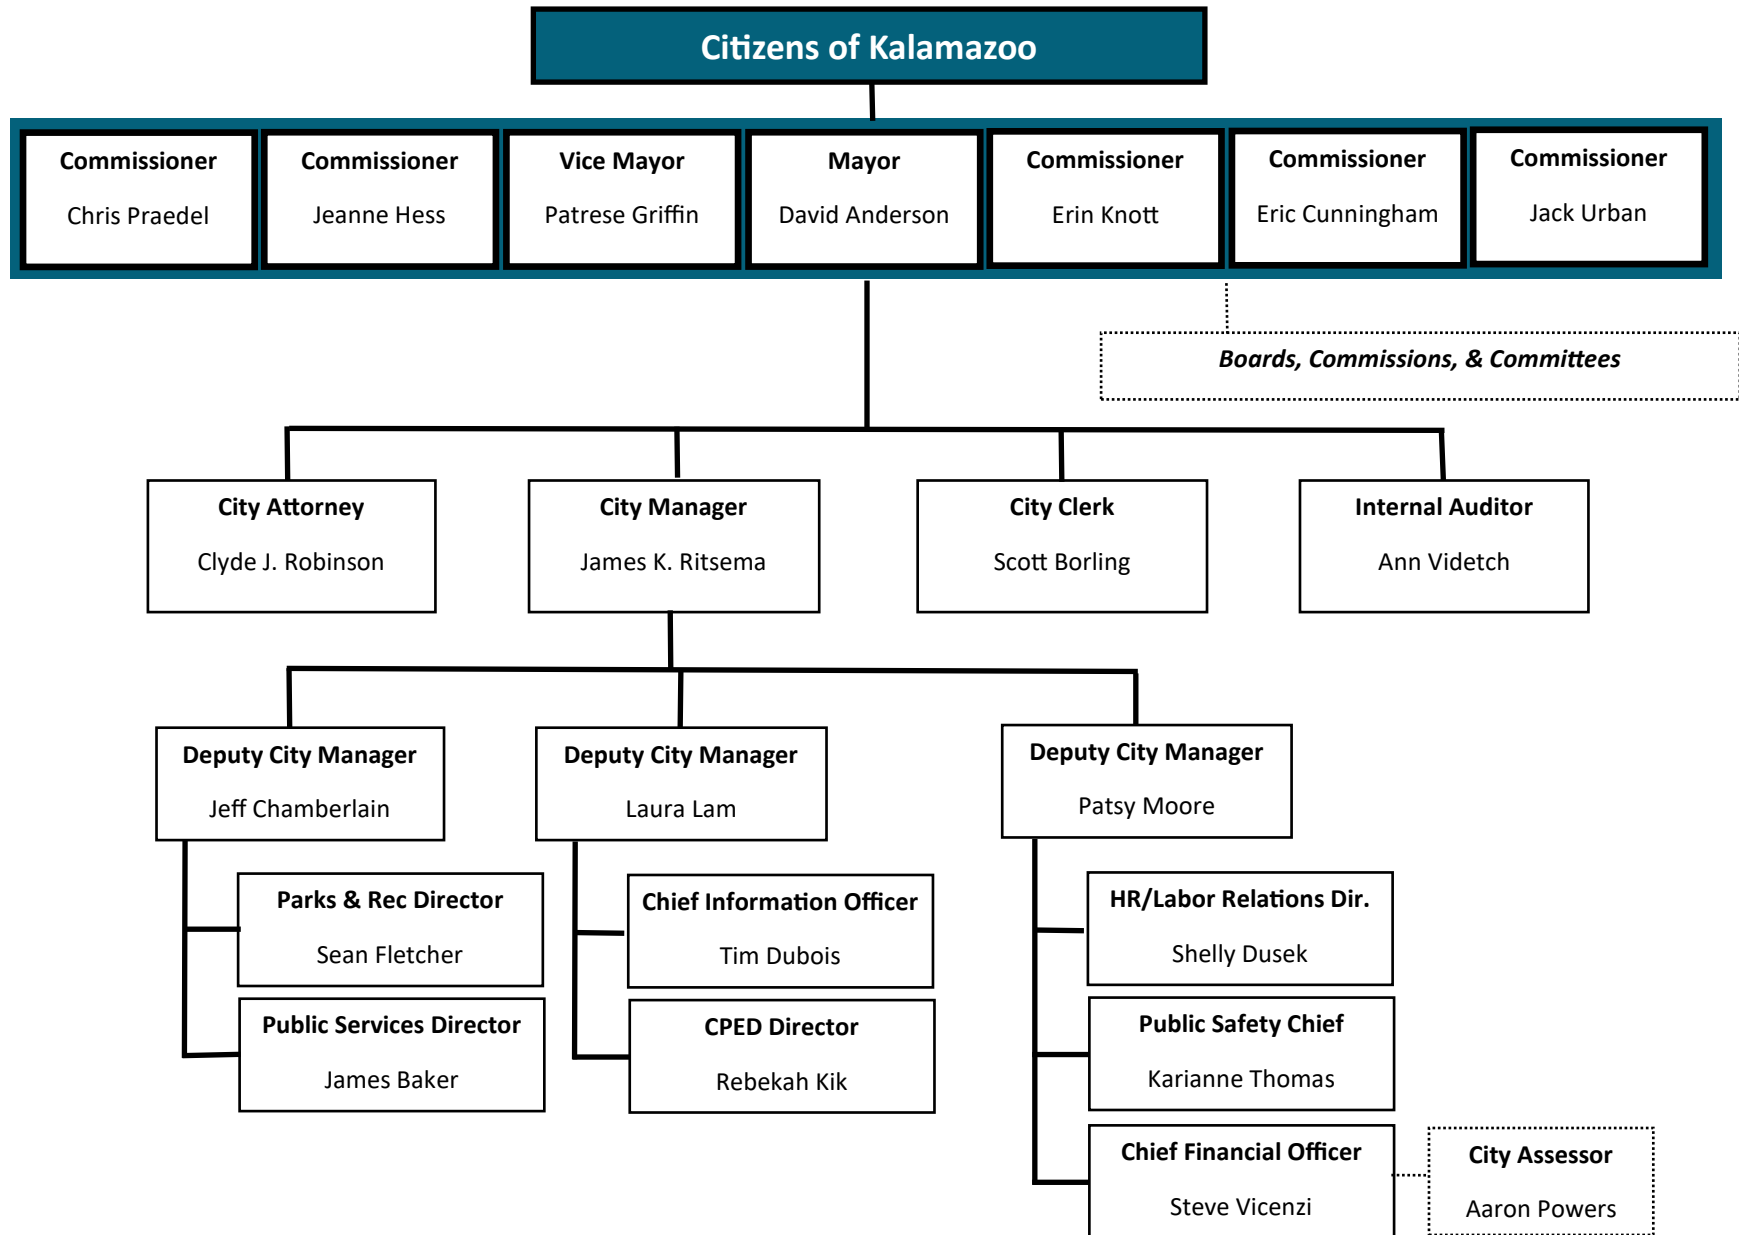 Citizens of Kalamazoo
Commissioner
Chris Praedel
Commissioner
Jeanne Hess
Vice Mayor
Patrese Griffin
Mayor
David Anderson
Commissioner
Erin Knott
Commissioner
Eric Cunningham
Commissioner
Jack Urban
Boards, Commissions, & Committees
City Attorney
Clyde J. Robinson
City Manager
James K. Ritsema
City Clerk
Scott Borling
Internal Auditor
Ann Videtch
Deputy City Manager
Jeff Chamberlain
Deputy City Manager
Laura Lam
Deputy City Manager
Patsy Moore
Parks & Rec Director
Sean Fletcher
Public Services Director
James Baker
Chief Information Officer
Tim Dubois
CPED Director
Rebekah Kik
HR/Labor Relations Dir.
Shelly Dusek
Public Safety Chief
Karianne Thomas
Chief Financial Officer
Steve Vicenzi
City Assessor
Aaron Powers